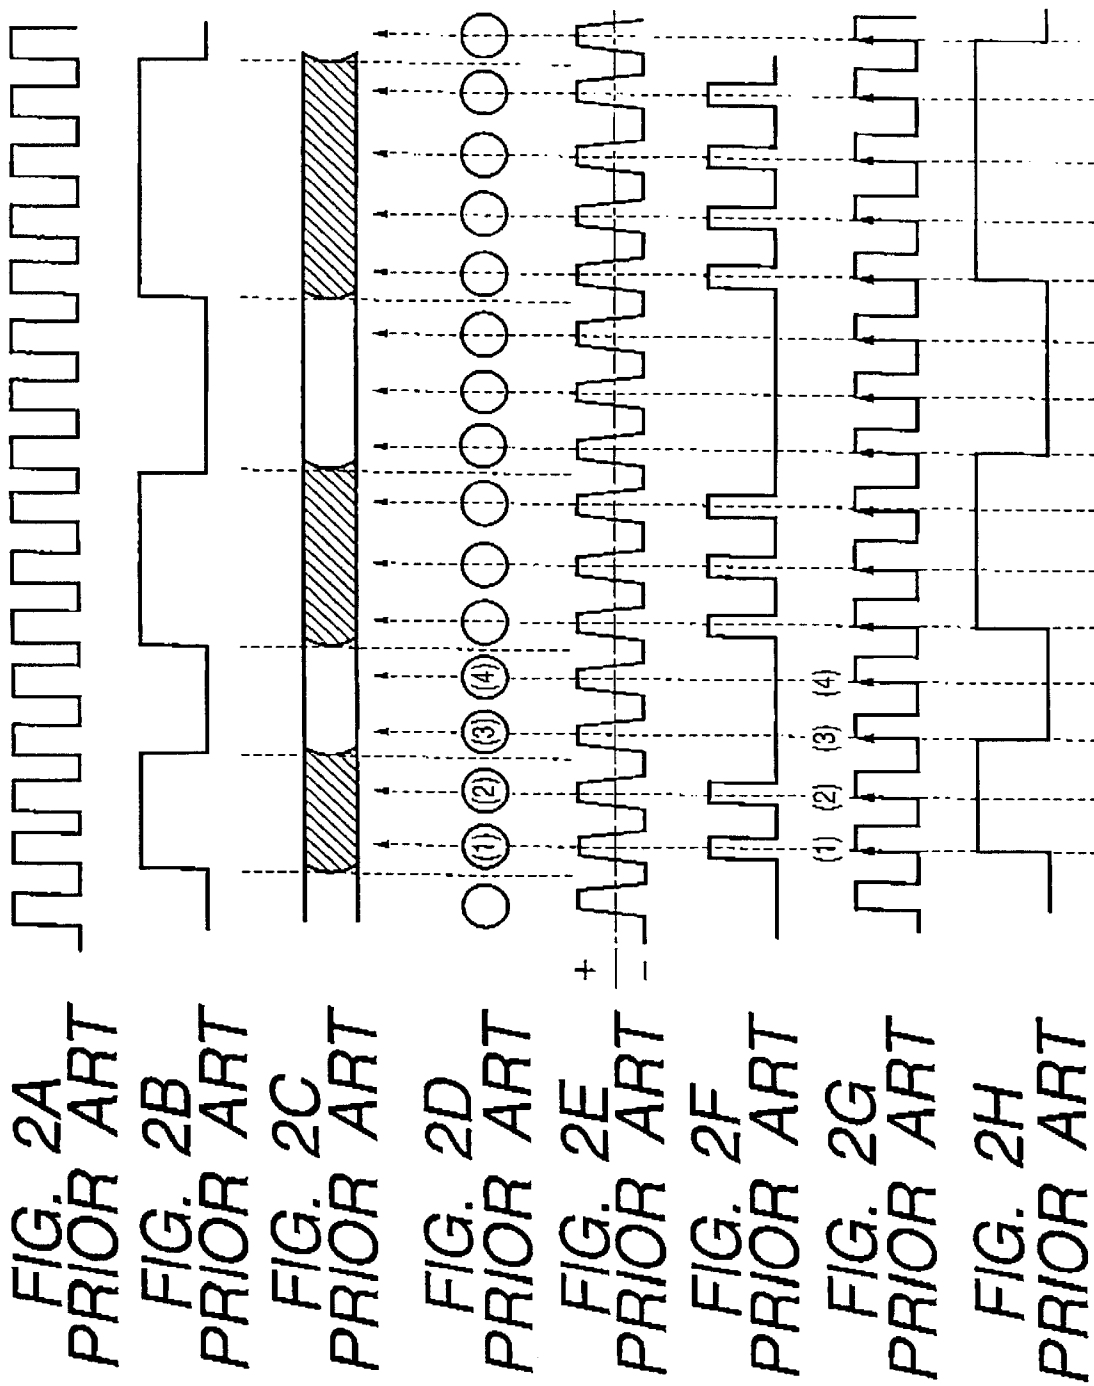 FIG. 2A
PRIOR ART
FIG. 2B
PRIOR ART
FIG. 2C
PRIOR ART
FIG. 2D
PRIOR ART
(1) (2) (3) (4)
FIG. 2E
PRIOR ART
+
−
FIG. 2F
PRIOR ART
FIG. 2G
PRIOR ART
(1) (2) (3) (4)
FIG. 2H
PRIOR ART